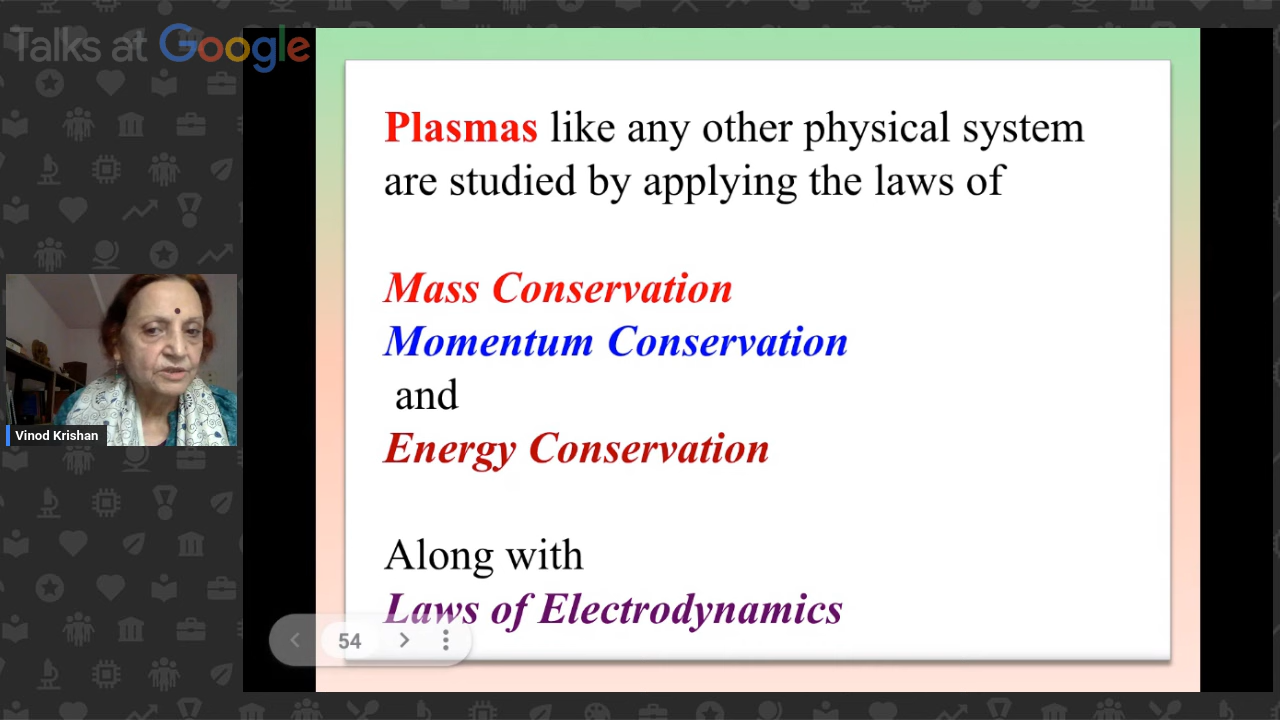 Talks at Google
Plasmas like any other physical system
are studied by applying the laws of
Mass Conservation
Momentum Conservation
and
Energy Conservation
Along with
Laws of Electrodynamics
54
Vinod Krishan